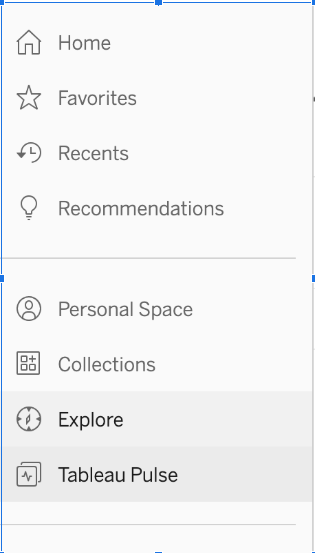 Home
Favorites
Recents
Recommendations
Personal Space
Collections
Explore
Tableau Pulse